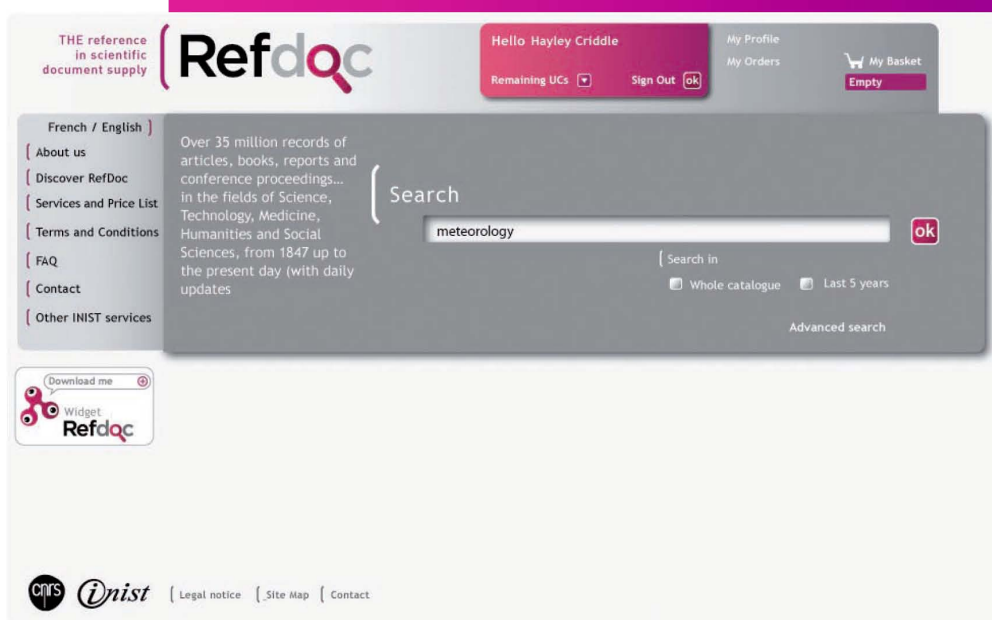 THE reference
in scientific
document supply
Refdoc
Hello Hayley Criddle
Remaining UCs
Sign Out ok
My Profile
My Orders
My Basket
Empty
French / English
About us
Discover RefDoc
Services and Price List
Terms and Conditions
FAQ
Contact
Other INIST services
Over 35 million records of
articles, books, reports and
conference proceedings...
in the fields of Science,
Technology, Medicine,
Humanities and Social
Sciences, from 1847 up to
the present day (with daily
updates
Search
meteorology
ok
Search in
Whole catalogue
Last 5 years
Advanced search
Download me
Widget
Refdoc
cnrs
inist
Legal notice
Site Map
Contact